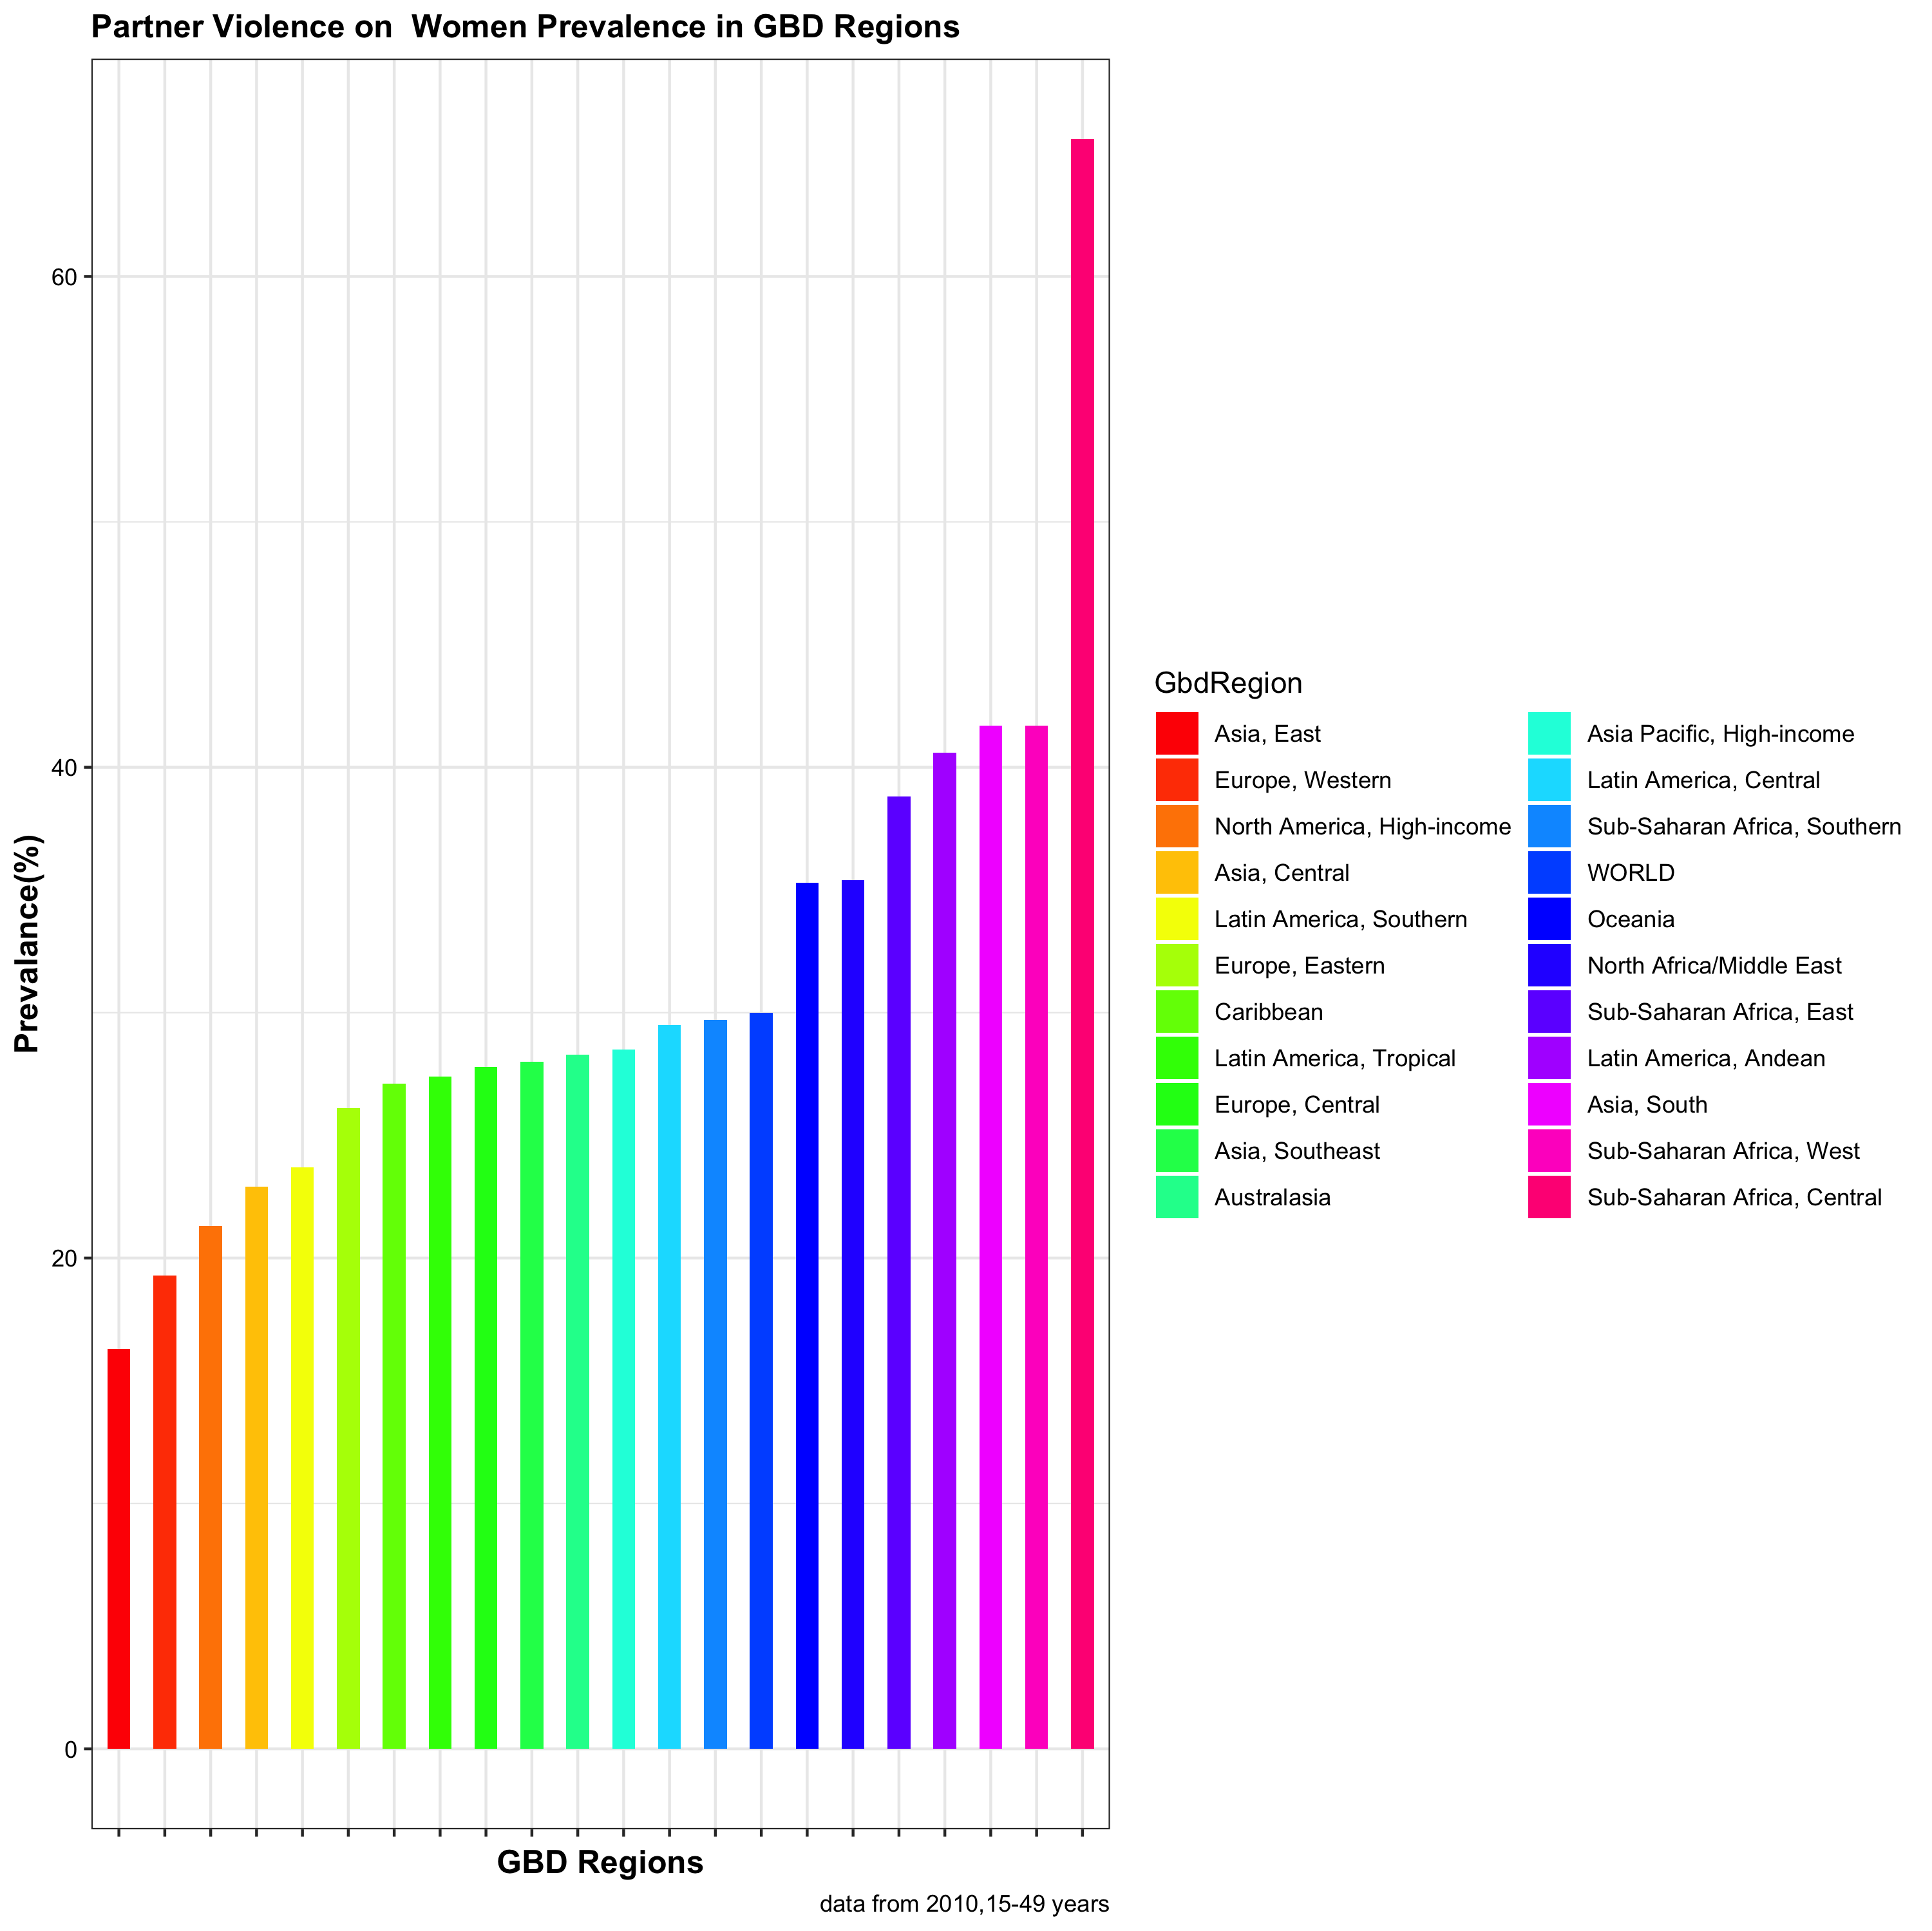 Partner Violence on  Women Prevalence in GBD Regions
Prevalance(%)
60
40
20
0
GBD Regions
data from 2010,15-49 years
GbdRegion
Asia, East
Europe, Western
North America, High-income
Asia, Central
Latin America, Southern
Europe, Eastern
Caribbean
Latin America, Tropical
Europe, Central
Asia, Southeast
Australasia
Asia Pacific, High-income
Latin America, Central
Sub-Saharan Africa, Southern
WORLD
Oceania
North Africa/Middle East
Sub-Saharan Africa, East
Latin America, Andean
Asia, South
Sub-Saharan Africa, West
Sub-Saharan Africa, Central